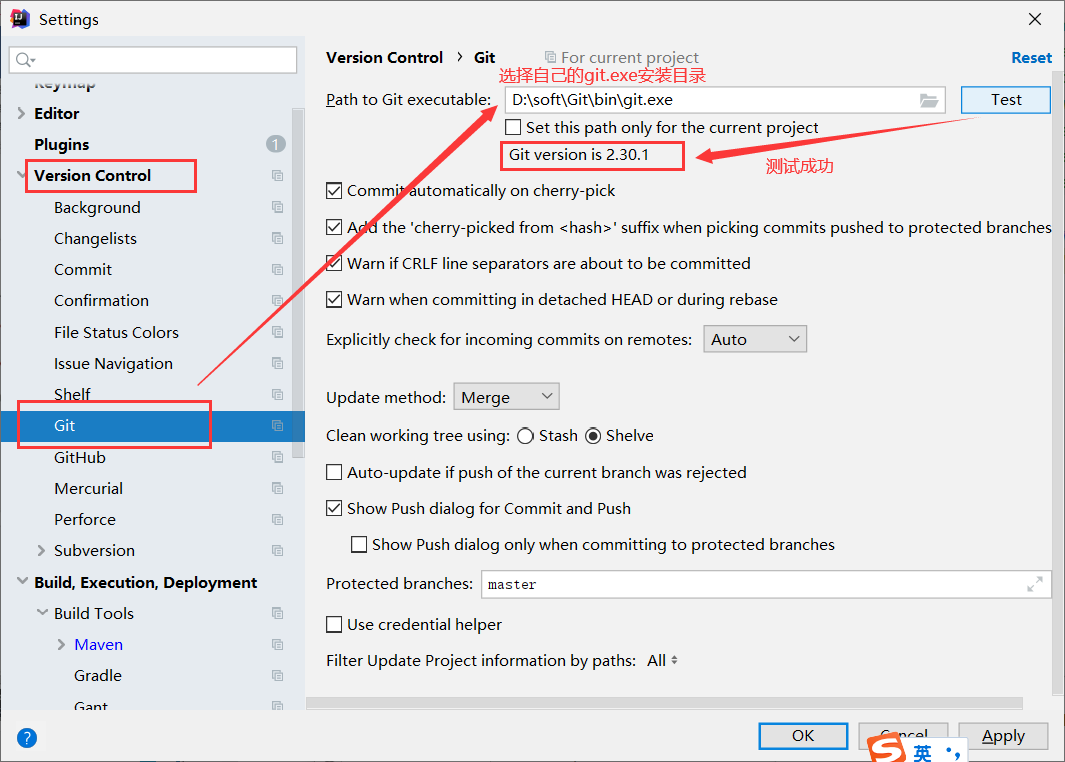 Settings
Keymap
Editor
Plugins
1
Version Control
Background
Changelists
Commit
Confirmation
File Status Colors
Issue Navigation
Shelf
Git
GitHub
Mercurial
Perforce
Subversion
Build, Execution, Deployment
Build Tools
Maven
Gradle
Gant
Version Control › Git
For current project
Reset
选择自己的git.exe安装目录
Path to Git executable: D:\soft\Git\bin\git.exe
Test
Set this path only for the current project
Git version is 2.30.1
测试成功
Commit automatically on cherry-pick
Add the 'cherry-picked from <hash>' suffix when picking commits pushed to protected branches
Warn if CRLF line separators are about to be committed
Warn when committing in detached HEAD or during rebase
Explicitly check for incoming commits on remotes: Auto
Update method: Merge
Clean working tree using: Stash Shelve
Auto-update if push of the current branch was rejected
Show Push dialog for Commit and Push
Show Push dialog only when committing to protected branches
Protected branches: master
Use credential helper
Filter Update Project information by paths: All
?
OK
Cancel
Apply
S 英